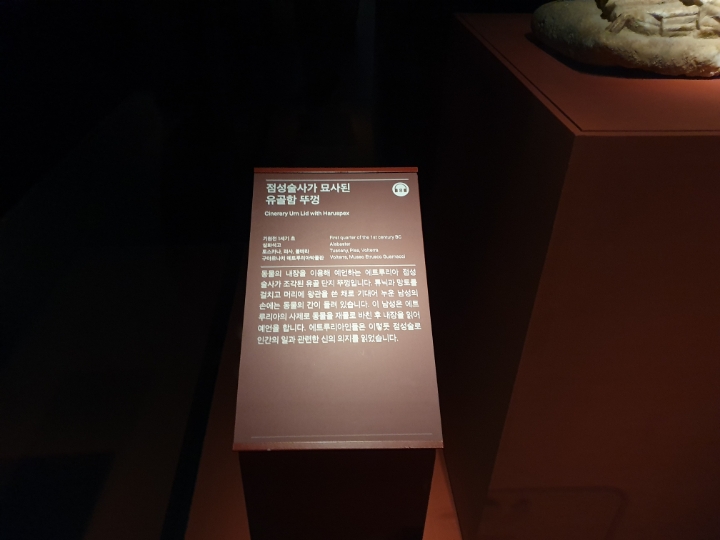 점성술사가 묘사된
유골함 뚜껑
Cinerery Urn Lid with Haruspex
기원전 1세기 초 First quarter of the 1st century BC
설화석고 Alabaster
토스카나, 피사, 볼테라 Tuscany, Pisa, Volterra
구아르나치 에트루리아박물관 Volterra, Museo Etrusco Guarnacci
동물의 내장을 이용해 예언하는 에트루리아 점성
술사가 조각된 유골 단지 뚜껑입니다. 튜닉과 망토를
걸치고 머리에 왕관을 쓴 채로 기대어 누운 남성의
손에는 동물의 간이 들려 있습니다. 이 남성은 에트
루리아의 사제로 동물을 재물로 바친 후 내장을 읽어
예언을 합니다. 에트루리아인들은 이렇듯 점성술로
인간의 일과 관련한 신의 의지를 읽었습니다.